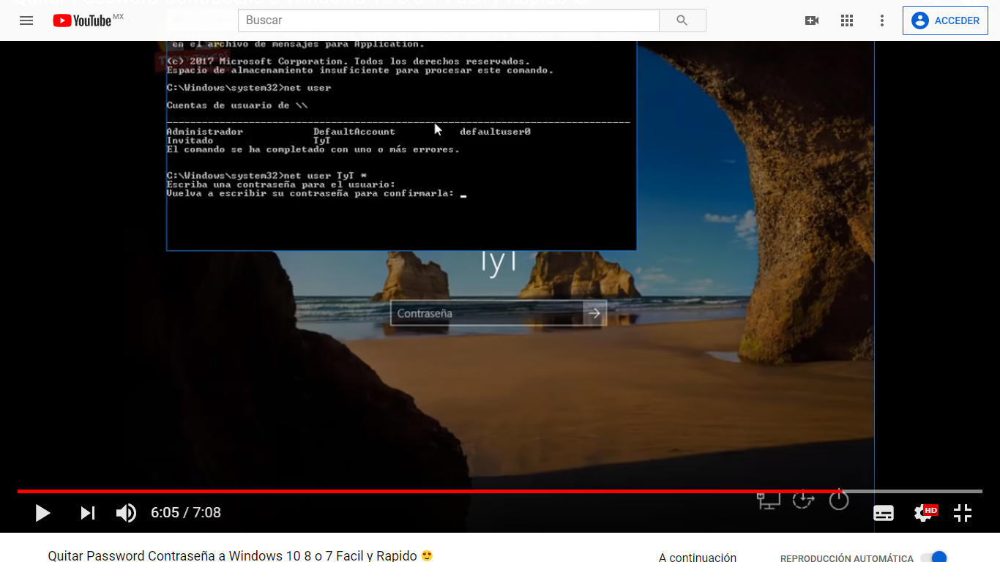 YouTube MX
Buscar
ACCEDER
en el archivo de mensajes para Application.
(c) 2017 Microsoft Corporation. Todos los derechos reservados.
Espacio de almacenamiento insuficiente para procesar este comando.
C:\Windows\system32>net user
Cuentas de usuario de \\
Administrador DefaultAccount defaultuser0
Invitado TyT
El comando se ha completado con uno o más errores.
C:\Windows\system32>net user TyT *
Escriba una contraseña para el usuario:
Vuelva a escribir su contraseña para confirmarla:
TyT
Contraseña
6:05 / 7:08
HD
Quitar Password Contraseña a Windows 10 8 o 7 Facil y Rapido 😍
A continuación
REPRODUCCIÓN AUTOMÁTICA